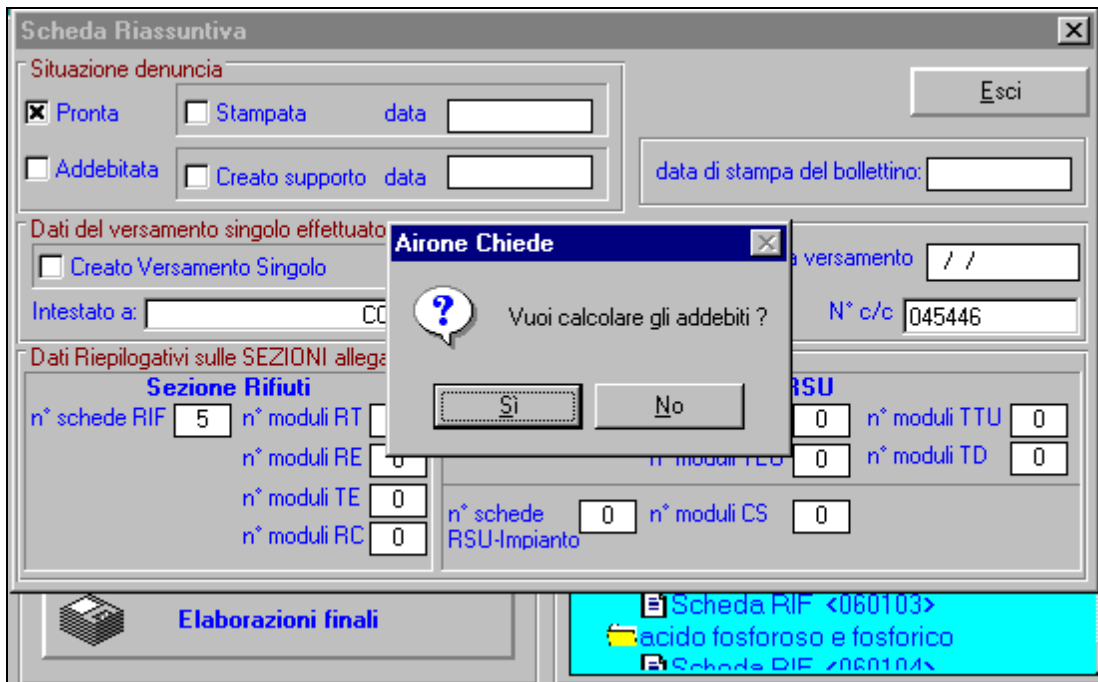 Scheda Riassuntiva
Situazione denuncia
Esci
Pronta
Stampata data
Addebitata
Creato supporto data
data di stampa del bollettino:
Dati del versamento singolo effettuato
Creato Versamento Singolo
versamento / /
Intestato a:
N° c/c 045446
Airone Chiede
Vuoi calcolare gli addebiti ?
Sì No
Dati Riepilogativi sulle SEZIONI
Sezione Rifiuti
RSU
n° schede RIF 5 n° moduli RT
0 n° moduli TTU 0
n° moduli RE 0
0 n° moduli TD 0
n° moduli TE 0
n° moduli RC 0
n° schede RSU-Impianto 0 n° moduli CS 0
Elaborazioni finali
Scheda RIF <060103>
acido fosforoso e fosforico
Scheda RIF <060104>